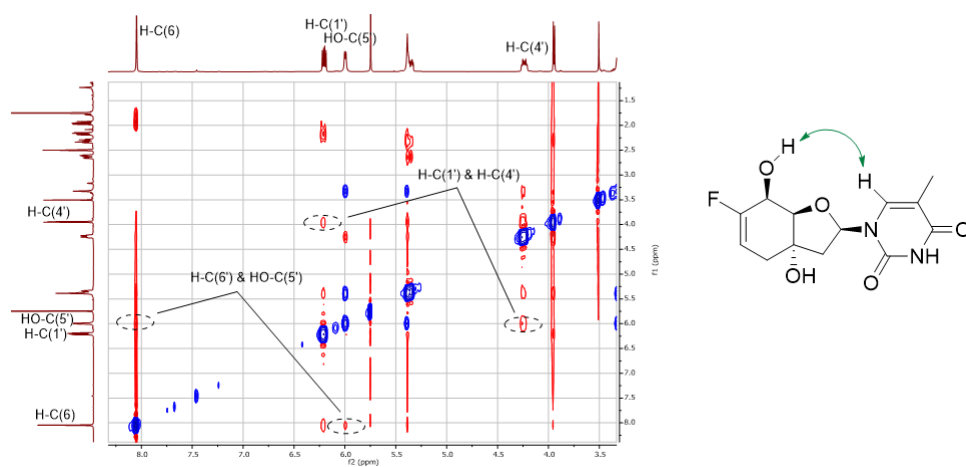 H-C(6)
H-C(1')
HO-C(5')
H-C(4')
H-C(4')
HO-C(5')
H-C(1')
H-C(6)
H-C(1') & H-C(4')
H-C(6') & HO-C(5')
1.5
2.0
2.5
3.0
3.5
4.0
4.5
5.0
5.5
6.0
6.5
7.0
7.5
8.0
f1 (ppm)
8.0 7.5 7.0 6.5 6.0 5.5 5.0 4.5 4.0 3.5
f2 (ppm)
H
O
H
F
O
N
O
OH
O
NH